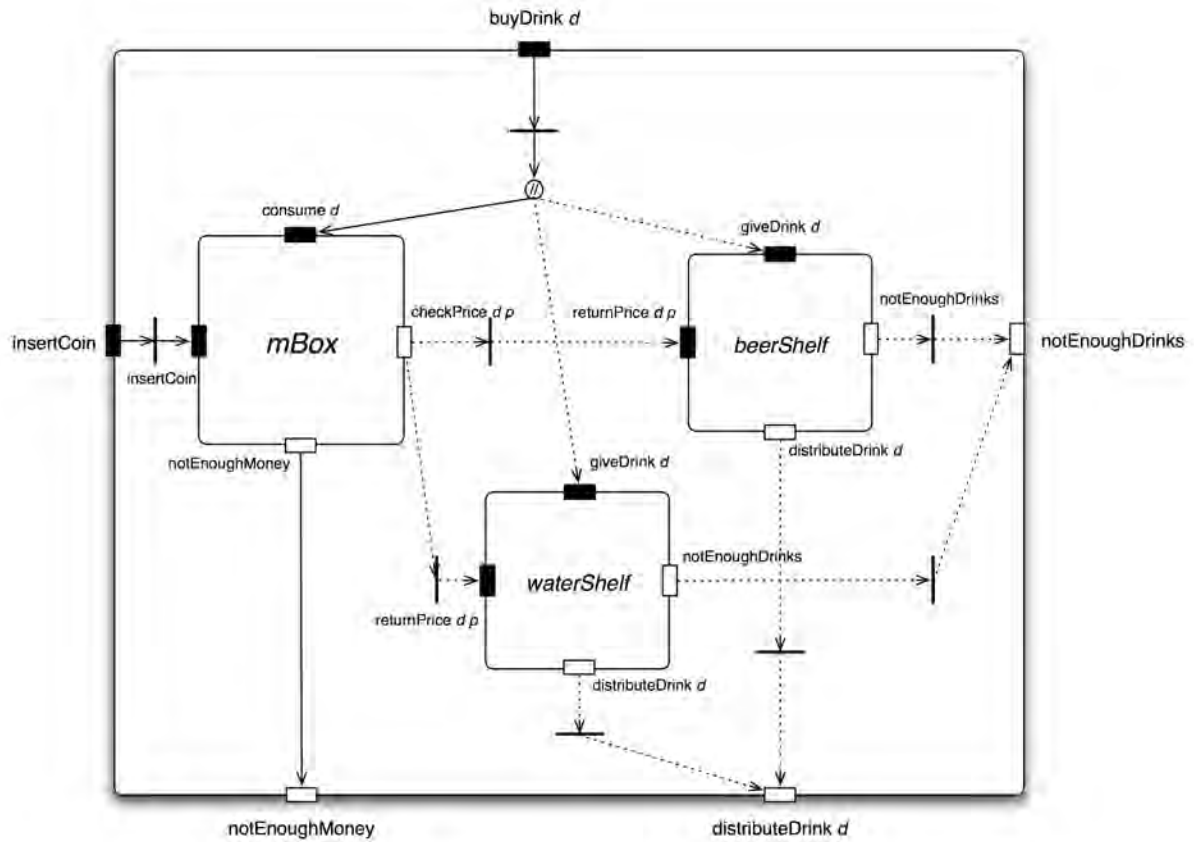 buyDrink d
//
consume d
giveDrink d
checkPrice d p
returnPrice d p
notEnoughDrinks
insertCoin
mBox
beerShelf
notEnoughDrinks
insertCoin
notEnoughMoney
distributeDrink d
giveDrink d
notEnoughDrinks
waterShelf
returnPrice d p
distributeDrink d
notEnoughMoney
distributeDrink d